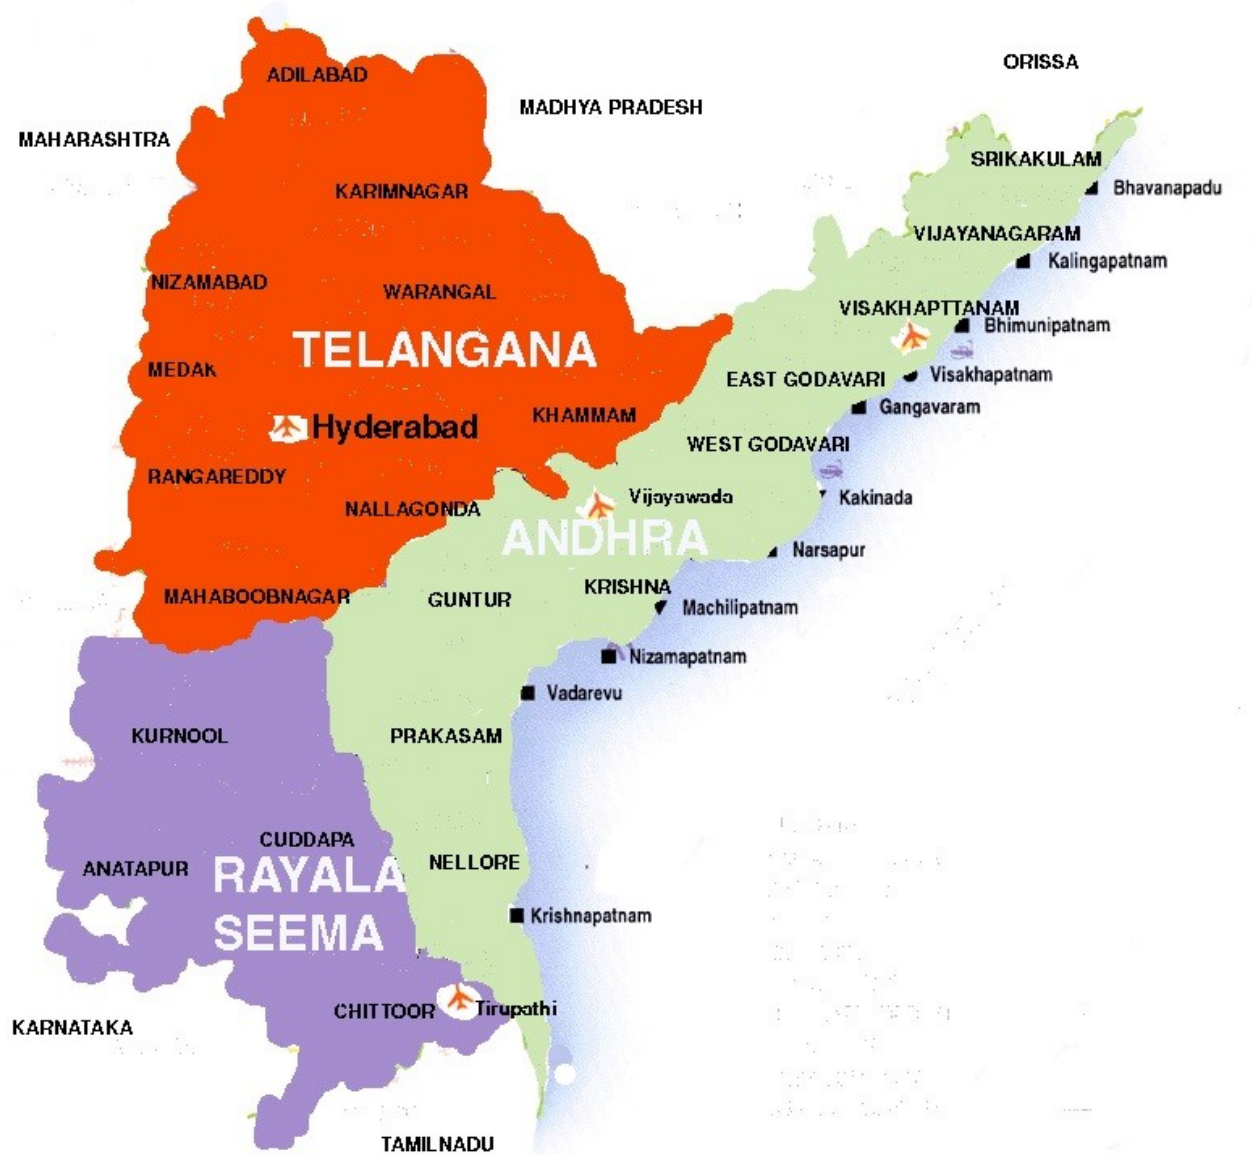 ORISSA
ADILABAD
MADHYA PRADESH
MAHARASHTRA
SRIKAKULAM
Bhavanapadu
KARIMNAGAR
VIJAYANAGARAM
Kalingapatnam
NIZAMABAD
WARANGAL
VISAKHAPTTANAM
Bhimunipatnam
TELANGANA
MEDAK
EAST GODAVARI
Visakhapatnam
Gangavaram
KHAMMAM
Hyderabad
WEST GODAVARI
RANGAREDDY
Vijayawada
Kakinada
NALLAGONDA
ANDHRA
Narsapur
MAHABOOBNAGAR
GUNTUR
KRISHNA
Machilipatnam
Nizamapatnam
Vadarevu
KURNOOL
PRAKASAM
CUDDAPA
ANATAPUR
RAYALA
SEEMA
NELLORE
Krishnapatnam
CHITTOOR
Tirupathi
KARNATAKA
TAMILNADU